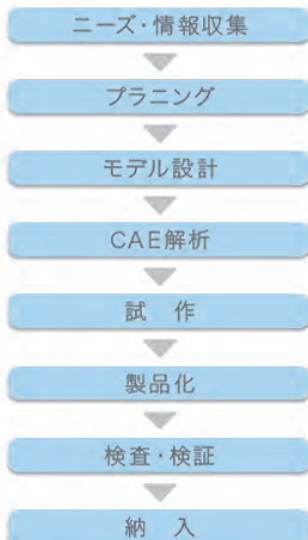 ニーズ・情報収集
プラニング
モデル設計
CAE解析
試　作
製品化
検査・検証
納　入